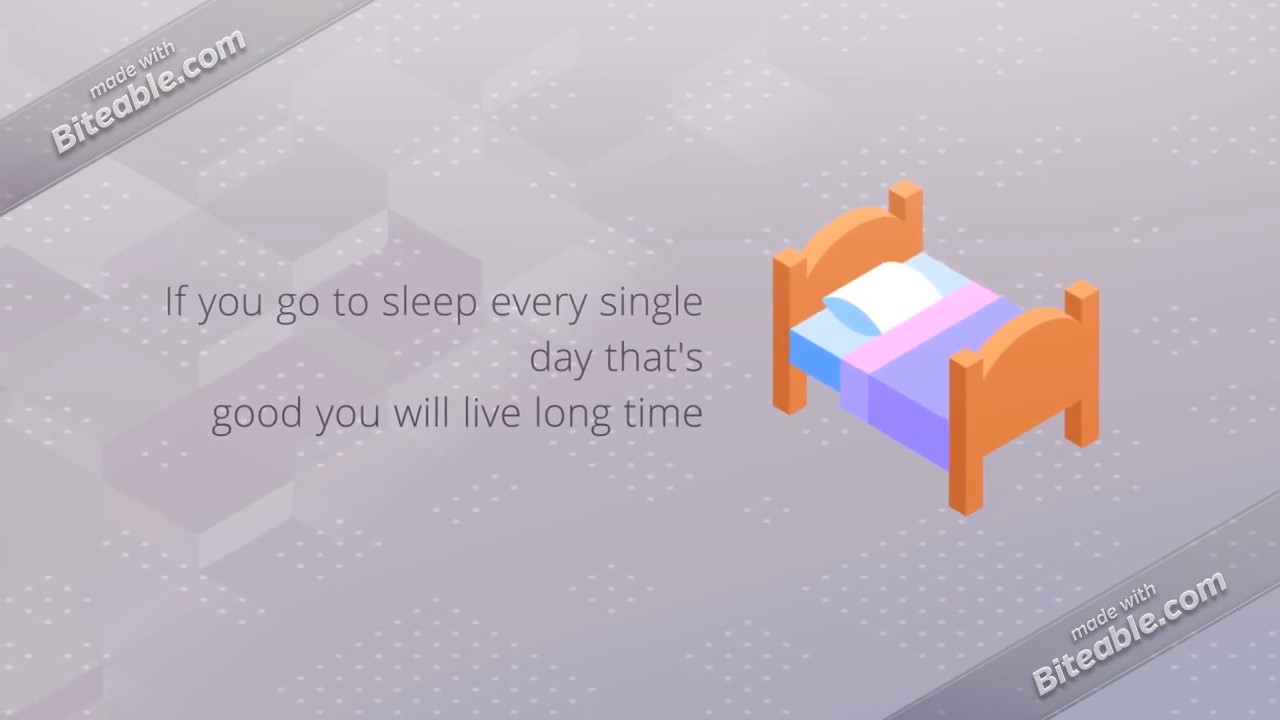 made with
Biteable.com
If you go to sleep every single
day that's
good you will live long time
made with
Biteable.com